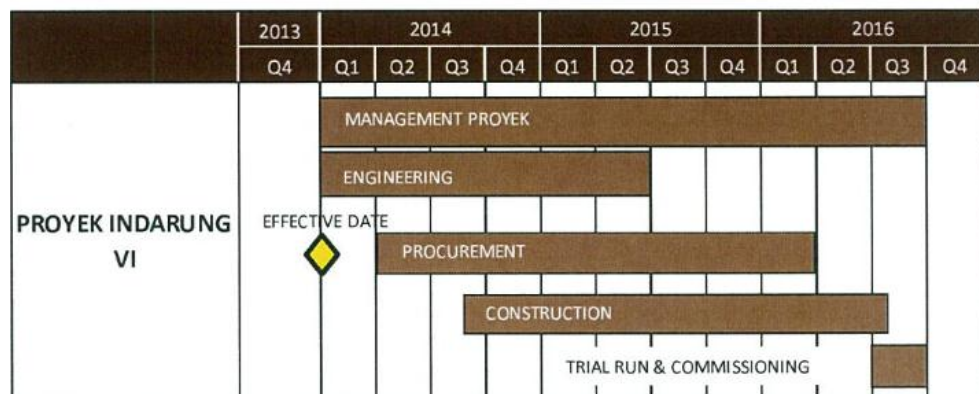 2013 2014 2015 2016
Q4 Q1 Q2 Q3 Q4 Q1 Q2 Q3 Q4 Q1 Q2 Q3 Q4
MANAGEMENT PROYEK
ENGINEERING
PROYEK INDARUNG
VI
EFFECTIVE DATE
PROCUREMENT
CONSTRUCTION
TRIAL RUN & COMMISSIONING